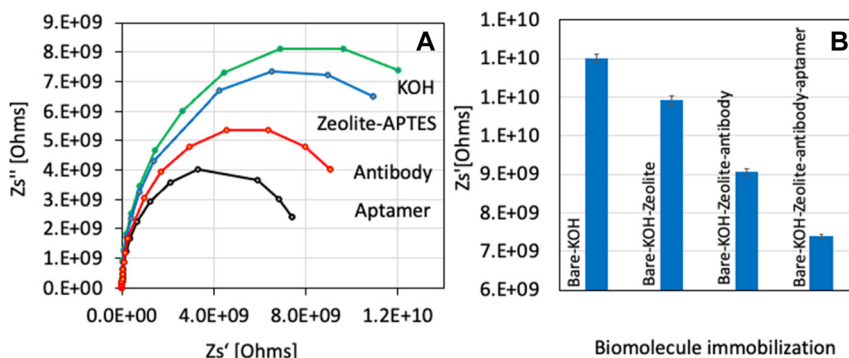 A
9.E+09
8.E+09
7.E+09
6.E+09
5.E+09
4.E+09
3.E+09
2.E+09
1.E+09
0.E+00
Zs'' [Ohms]
KOH
Zeolite-APTES
Antibody
Aptamer
0.0E+00 4.0E+09 8.0E+09 1.2E+10
Zs‘ [Ohms]
B
1.E+10
1.E+10
1.E+10
1.E+10
9.E+09
8.E+09
7.E+09
6.E+09
Zs'[Ohms]
Bare-KOH
Bare-KOH-Zeolite
Bare-KOH-Zeolite-antibody
Bare-KOH-Zeolite-antibody-aptamer
Biomolecule immobilization